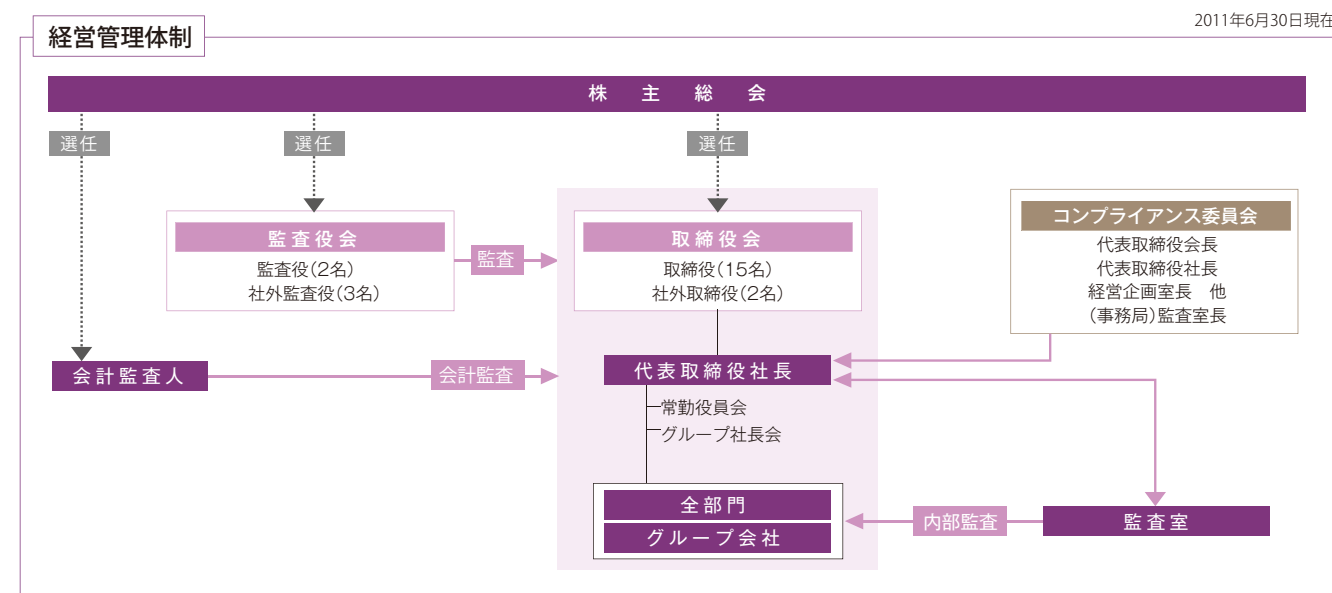 2011年6月30日現在
経営管理体制
株主総会
選任
選任
選任
監査役会
監査役(2名)
社外監査役(3名)
監査
取締役会
取締役(15名)
社外取締役(2名)
コンプライアンス委員会
代表取締役会長
代表取締役社長
経営企画室長 他
(事務局)監査室長
会計監査人
会計監査
代表取締役社長
常勤役員会
グループ社長会
全部門
グループ会社
内部監査
監査室